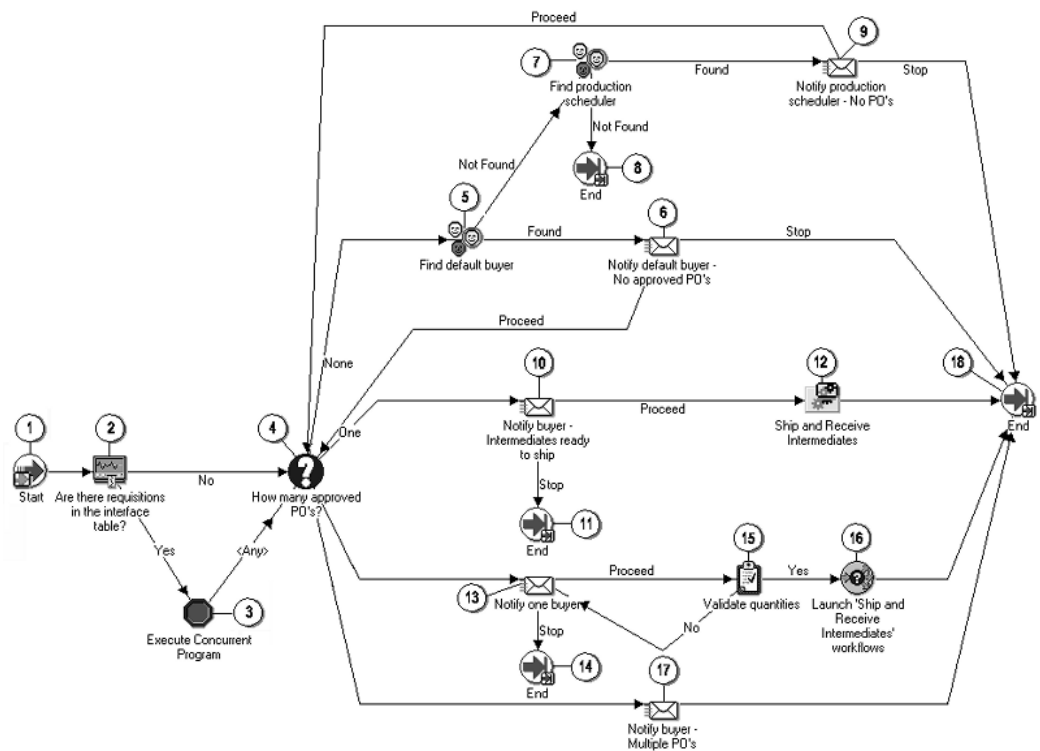 Proceed
9
7
Found
Stop
Find production
scheduler
Notify production
scheduler - No PO's
Not Found
8
End
Not Found
5
6
Found
Stop
Find default buyer
Notify default buyer -
No approved PO's
Proceed
None
10
12
18
Proceed
One
Notify buyer -
Intermediates ready
to ship
Ship and Receive
Intermediates
End
1
2
4
No
Start
Are there requisitions
in the interface
table?
How many approved
PO's?
Stop
11
End
Yes
<Any>
15
16
Proceed
Yes
13
Notify one buyer
Validate quantities
Launch 'Ship and
Receive
Intermediates'
workflows
3
Execute Concurrent
Program
Stop
No
14
End
17
Notify buyer -
Multiple PO's